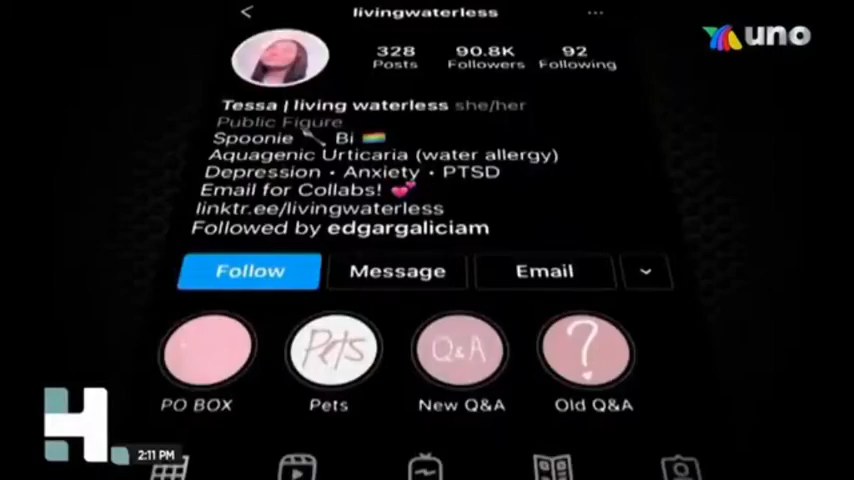 livingwaterless
uno
328 90.8K 92
Posts Followers Following
Tessa | living waterless she/her
Public Figure
Spoonie 🥄 Bi 🏳️‍🌈
Aquagenic Urticaria (water allergy)
Depression • Anxiety • PTSD
Email for Collabs! 💕
linktr.ee/livingwaterless
Followed by edgargaliciam
Follow Message Email
Pets Q&A ?
PO BOX Pets New Q&A Old Q&A
H
2:11 PM